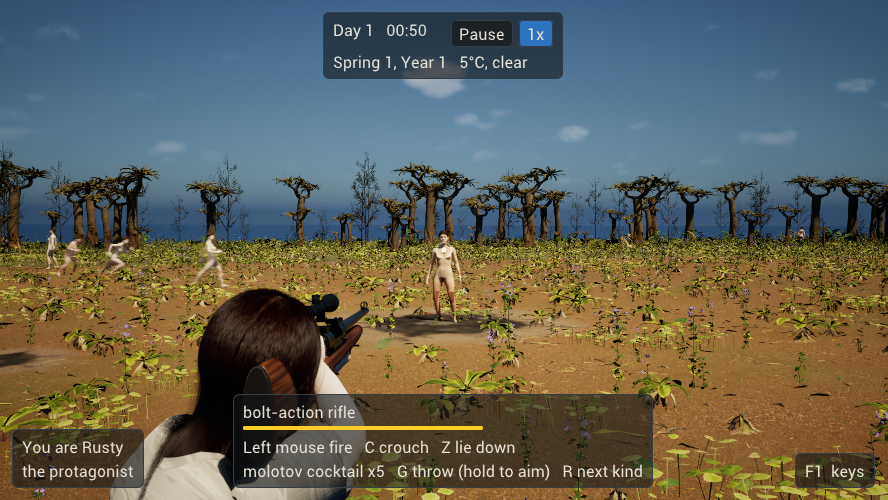 Day 1 00:50 Pause 1x
Spring 1, Year 1 5°C, clear
bolt-action rifle
Left mouse fire C crouch Z lie down
molotov cocktail x5 G throw (hold to aim) R next kind
You are Rusty
the protagonist
F1 keys